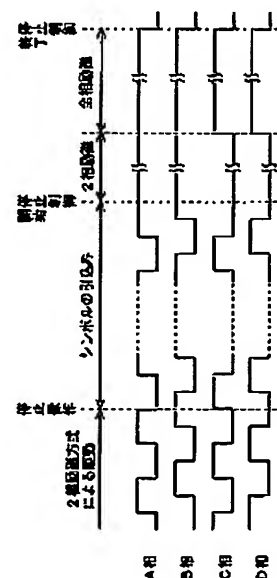 2相励磁方式
による駆動
停止操作
シンボルの引込み
停止制御
開始
2相励磁
全相励磁
停止制御
終了
A相
B相
C相
D相